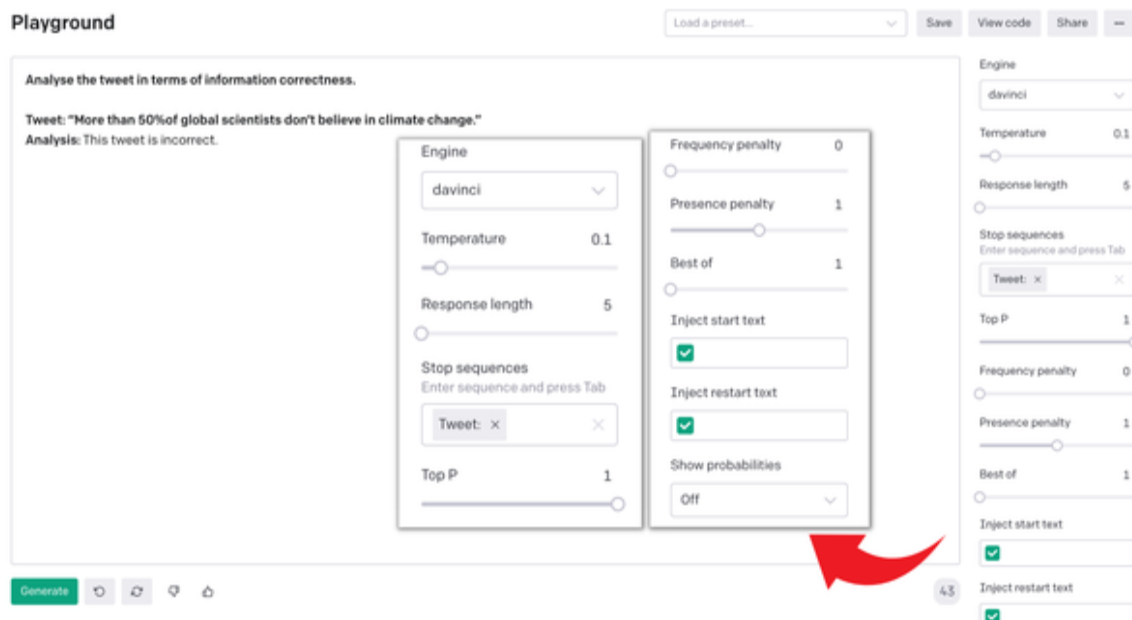 Playground
Load a preset...
Save
View code
Share
Analyse the tweet in terms of information correctness.
Tweet: "More than 50%of global scientists don't believe in climate change."
Analysis: This tweet is incorrect.
Engine
davinci
Temperature 0.1
Response length 5
Stop sequences
Enter sequence and press Tab
Tweet: ×
Top P 1
Frequency penalty 0
Presence penalty 1
Best of 1
Inject start text
Inject restart text
Show probabilities
Off
Generate
43
Engine
davinci
Temperature 0.1
Response length 5
Stop sequences
Enter sequence and press Tab
Tweet: ×
Top P 1
Frequency penalty 0
Presence penalty 1
Best of 1
Inject start text
Inject restart text